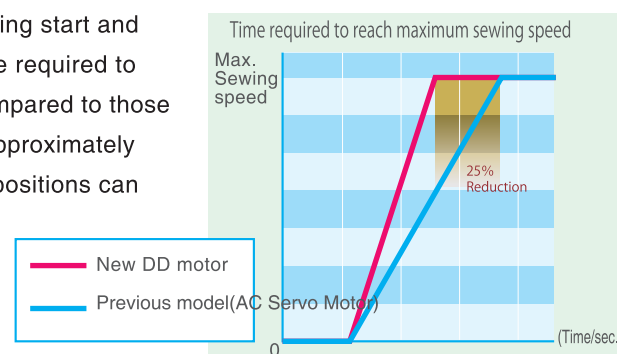 ing start and
e required to
mpared to those
pproximately
positions can
Time required to reach maximum sewing speed
Max.
Sewing
speed
25%
Reduction
New DD motor
Previous model(AC Servo Motor)
0
(Time/sec.